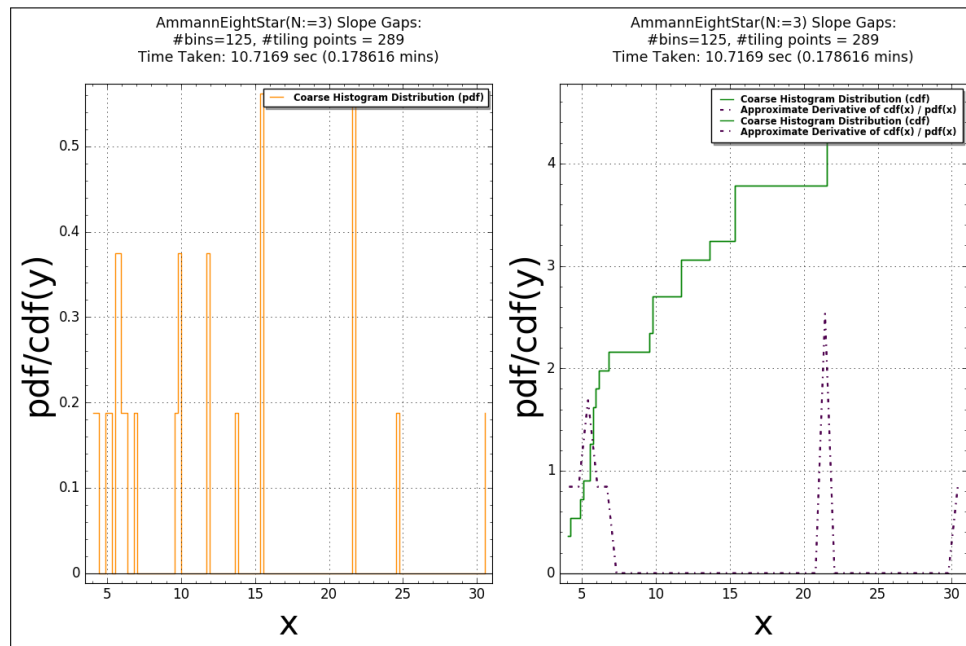 AmmannEightStar(N:=3) Slope Gaps:
#bins=125, #tiling points = 289
Time Taken: 10.7169 sec (0.178616 mins)
Coarse Histogram Distribution (pdf)
0.5
0.4
0.3
0.2
0.1
0
pdf/cdf(y)
5 10 15 20 25 30
x
AmmannEightStar(N:=3) Slope Gaps:
#bins=125, #tiling points = 289
Time Taken: 10.7169 sec (0.178616 mins)
Coarse Histogram Distribution (cdf)
Approximate Derivative of cdf(x) / pdf(x)
Coarse Histogram Distribution (cdf)
Approximate Derivative of cdf(x) / pdf(x)
4
3
2
1
0
pdf/cdf(y)
5 10 15 20 25 30
x